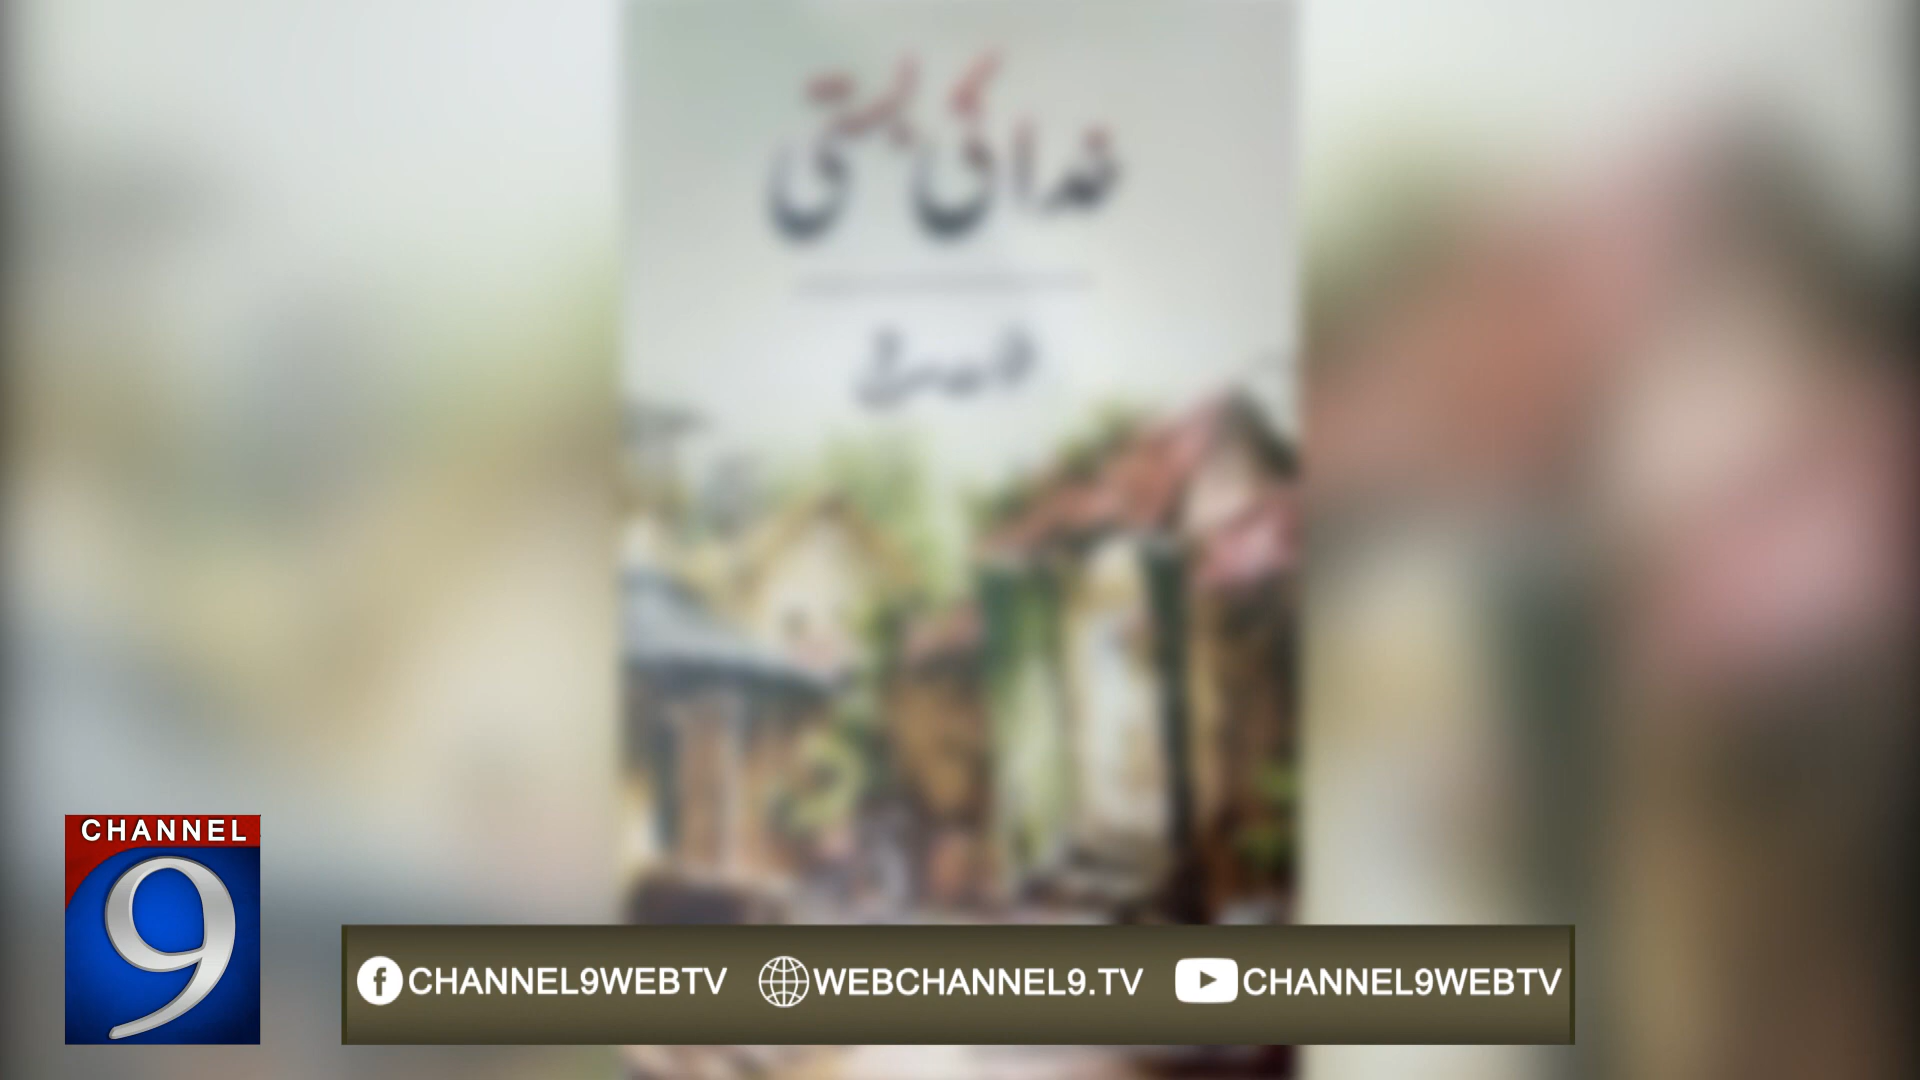 خدا کی بستی
CHANNEL
9
CHANNEL9WEBTV
WEBCHANNEL9.TV
CHANNEL9WEBTV